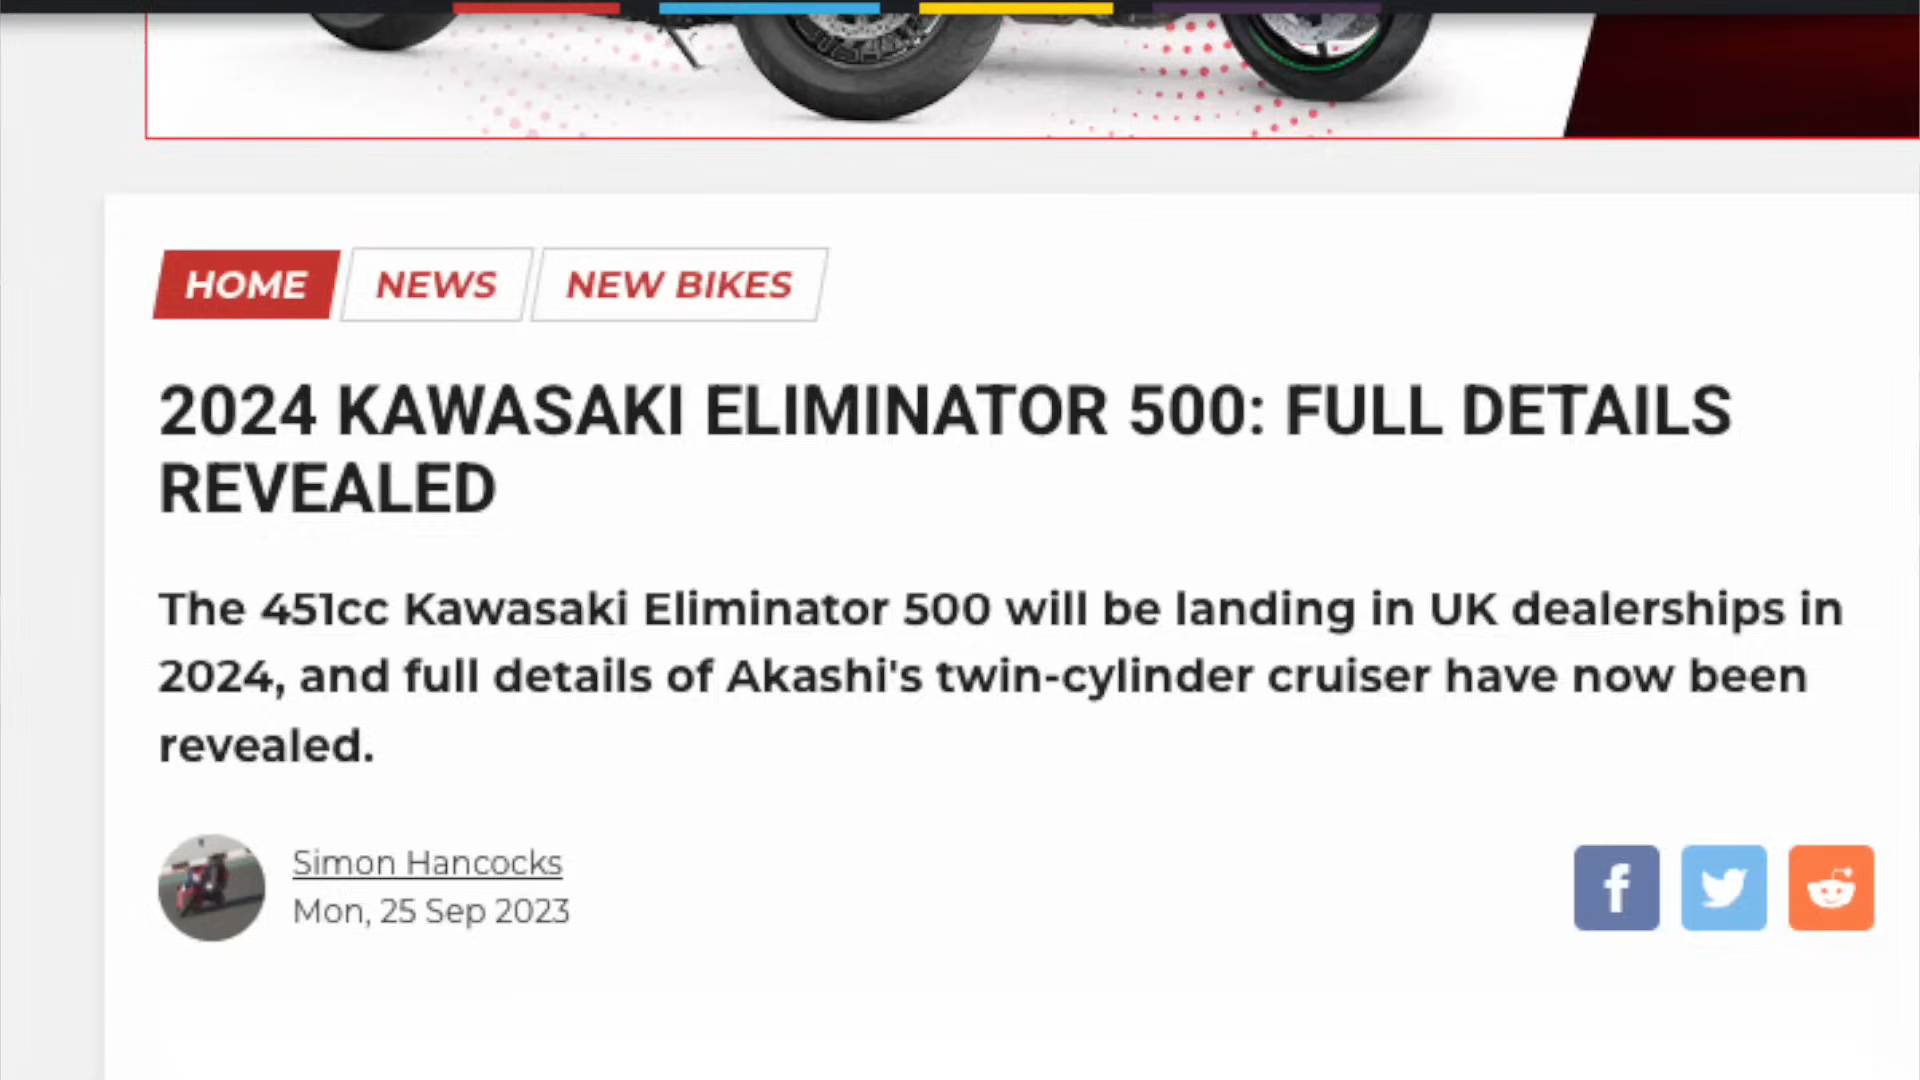 HOME NEWS NEW BIKES
2024 KAWASAKI ELIMINATOR 500: FULL DETAILS
REVEALED
The 451cc Kawasaki Eliminator 500 will be landing in UK dealerships in
2024, and full details of Akashi's twin-cylinder cruiser have now been
revealed.
Simon Hancocks
Mon, 25 Sep 2023